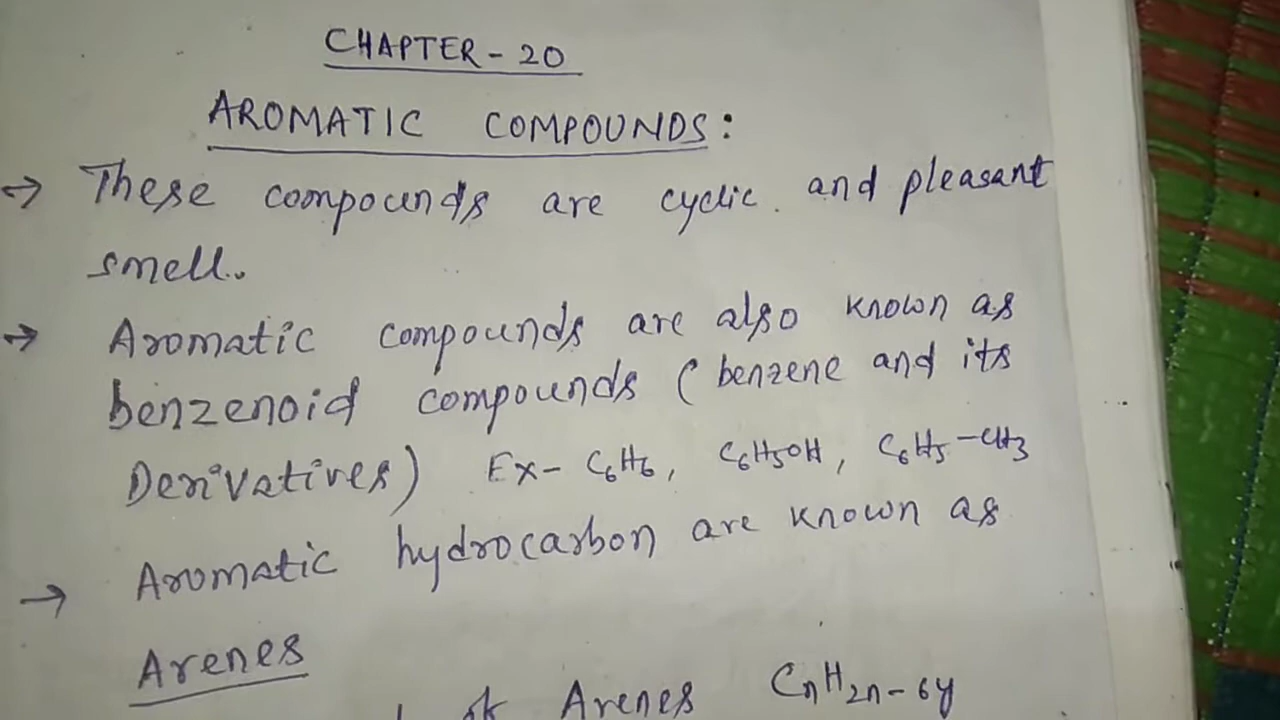 CHAPTER - 20
AROMATIC COMPOUNDS:
→ These compounds are cyclic. and pleasant
smell.
→ Aromatic compounds are also known as
benzenoid compounds ( benzene and its
Derivatives) Ex- C6H6, C6H5OH, C6H5-CH3
→ Aromatic hydrocarbon are known as
Arenes
of Arenes CnH2n-6y